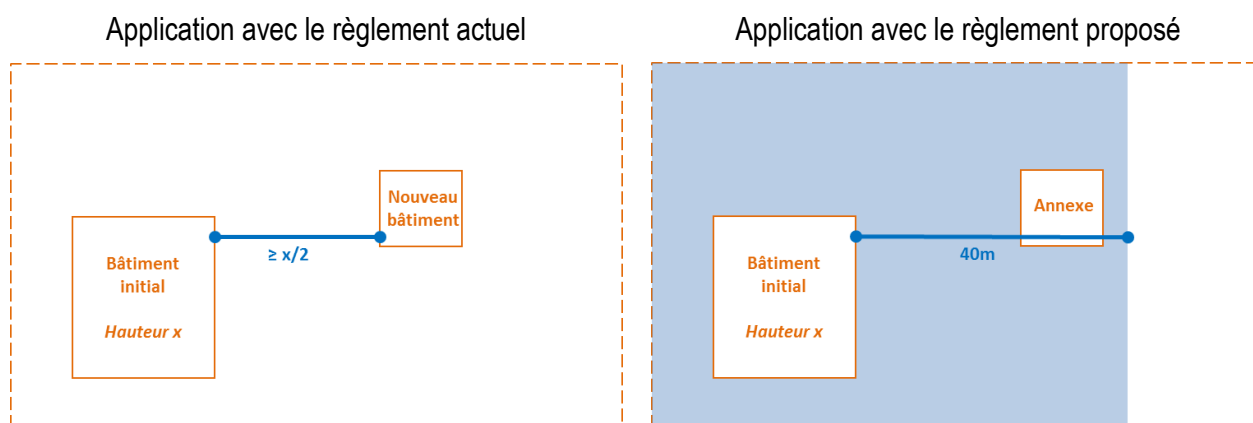 Application avec le règlement actuel
Nouveau
bâtiment
≥ x/2
Bâtiment
initial
Hauteur x
Application avec le règlement proposé
Annexe
40m
Bâtiment
initial
Hauteur x